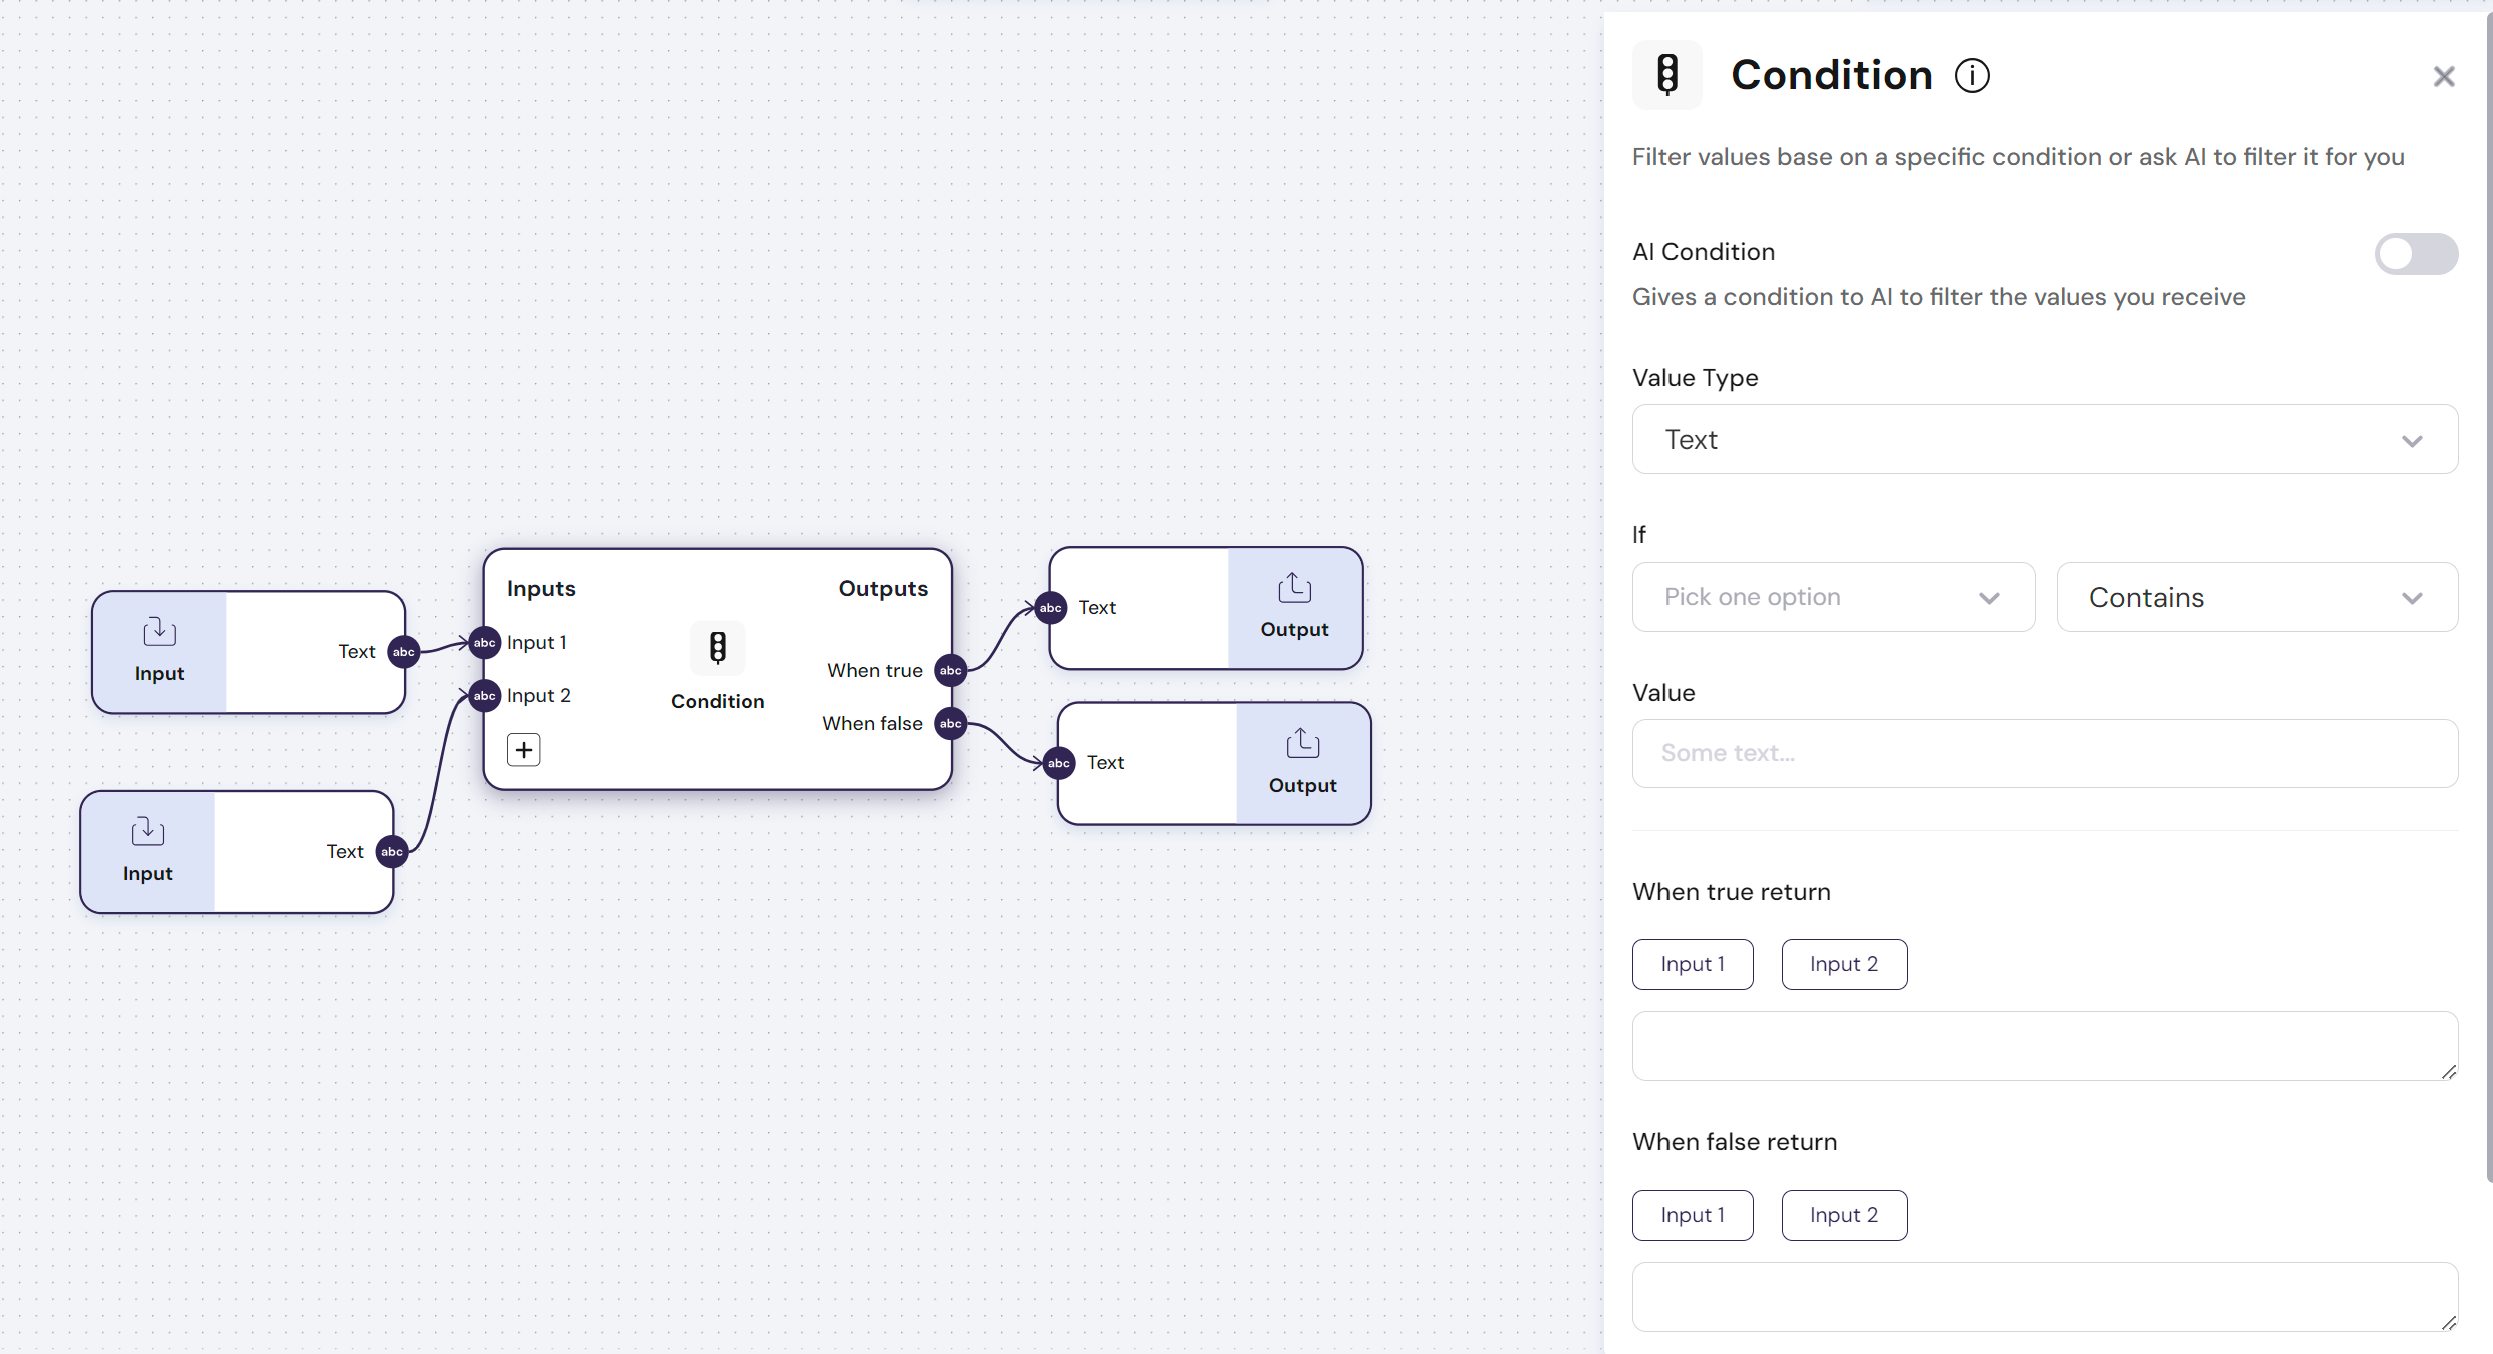 Input
Text
abc
Input
Text
abc
Inputs
Outputs
abc
Input 1
abc
Input 2
Condition
When true
abc
When false
abc
abc
Text
Output
abc
Text
Output
Condition
Filter values base on a specific condition or ask AI to filter it for you
AI Condition
Gives a condition to AI to filter the values you receive
Value Type
Text
If
Pick one option
Contains
Value
Some text...
When true return
Input 1
Input 2
When false return
Input 1
Input 2